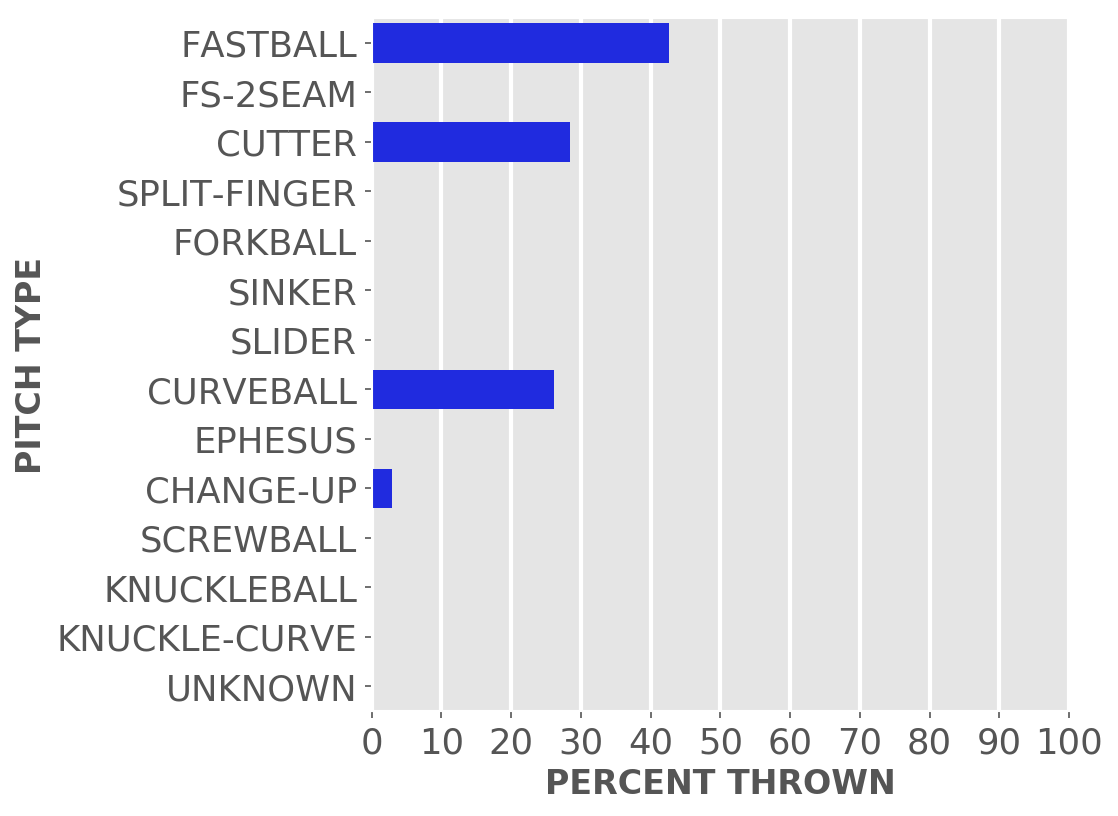 FASTBALL
FS-2SEAM
CUTTER
SPLIT-FINGER
FORKBALL
SINKER
SLIDER
CURVEBALL
EPHESUS
CHANGE-UP
SCREWBALL
KNUCKLEBALL
KNUCKLE-CURVE
UNKNOWN
PITCH TYPE
0 10 20 30 40 50 60 70 80 90 100
PERCENT THROWN